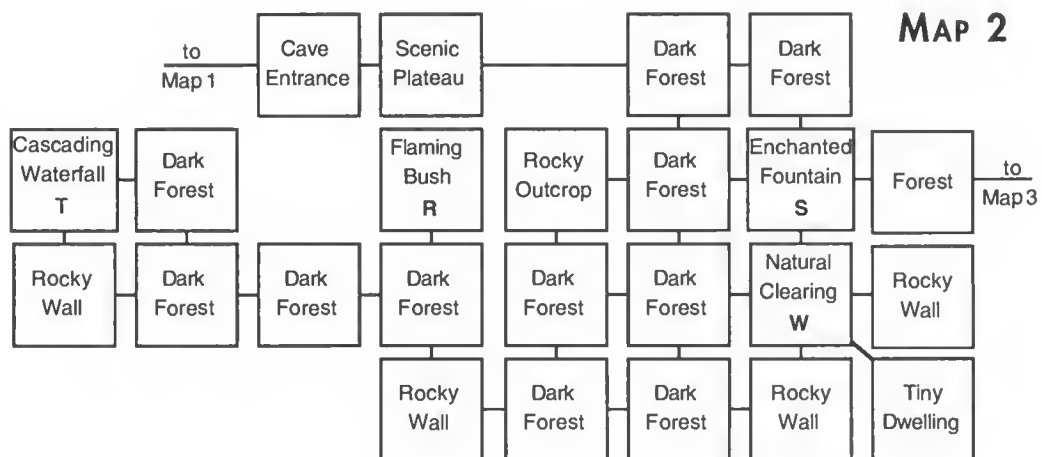 MAP 2
to
Map 1
Cave
Entrance
Scenic
Plateau
Dark
Forest
Dark
Forest
Cascading
Waterfall
T
Dark
Forest
Flaming
Bush
R
Rocky
Outcrop
Dark
Forest
Enchanted
Fountain
S
Forest
to
Map 3
Rocky
Wall
Dark
Forest
Dark
Forest
Dark
Forest
Dark
Forest
Dark
Forest
Natural
Clearing
W
Rocky
Wall
Rocky
Wall
Dark
Forest
Dark
Forest
Rocky
Wall
Tiny
Dwelling